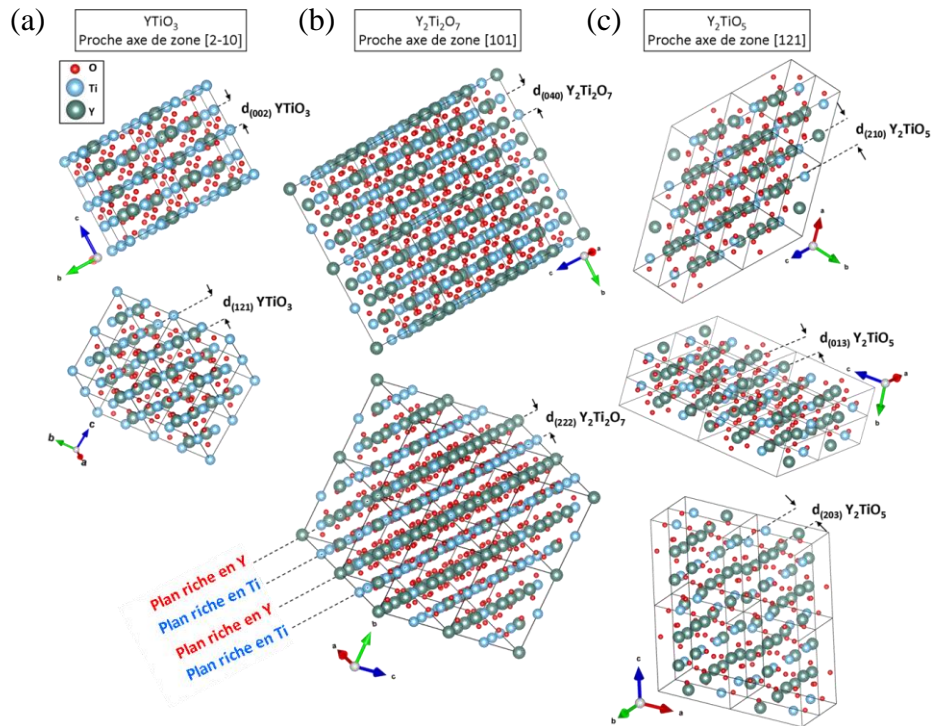 (a)
YTiO₃
Proche axe de zone [2-10]
(b)
Y₂Ti₂O₇
Proche axe de zone [101]
(c)
Y₂TiO₅
Proche axe de zone [121]
O
Ti
Y
d(002) YTiO₃
c
b
d(121) YTiO₃
b
c
a
d(040) Y₂Ti₂O₇
a
c
b
d(222) Y₂Ti₂O₇
Plan riche en Y
Plan riche en Ti
Plan riche en Y
Plan riche en Ti
b
a
c
d(210) Y₂TiO₅
a
c
b
d(013) Y₂TiO₅
c
a
b
d(203) Y₂TiO₅
c
b
a